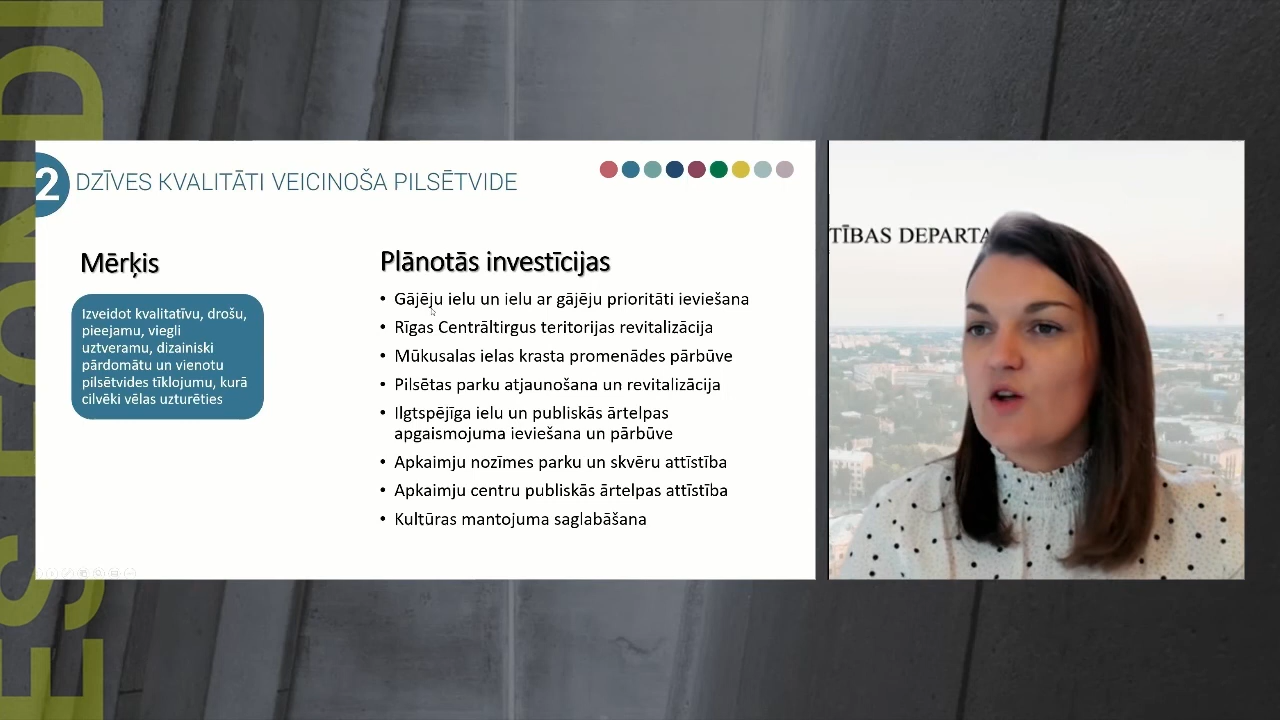 ES FONDI
2 DZĪVES KVALITĀTI VEICINOŠA PILSĒTVIDE
Mērķis
Izveidot kvalitatīvu, drošu,
pieejamu, viegli
uztveramu, dizainiski
pārdomātu un vienotu
pilsētvides tīklojumu, kurā
cilvēki vēlas uzturēties
Plānotās investīcijas
• Gājēju ielu un ielu ar gājēju prioritāti ieviešana
• Rīgas Centrāltirgus teritorijas revitalizācija
• Mūkusalas ielas krasta promenādes pārbūve
• Pilsētas parku atjaunošana un revitalizācija
• Ilgtspējīga ielu un publiskās ārtelpas
apgaismojuma ieviešana un pārbūve
• Apkaimju nozīmes parku un skvēru attīstība
• Apkaimju centru publiskās ārtelpas attīstība
• Kultūras mantojuma saglabāšana
TĪBAS DEPARTA